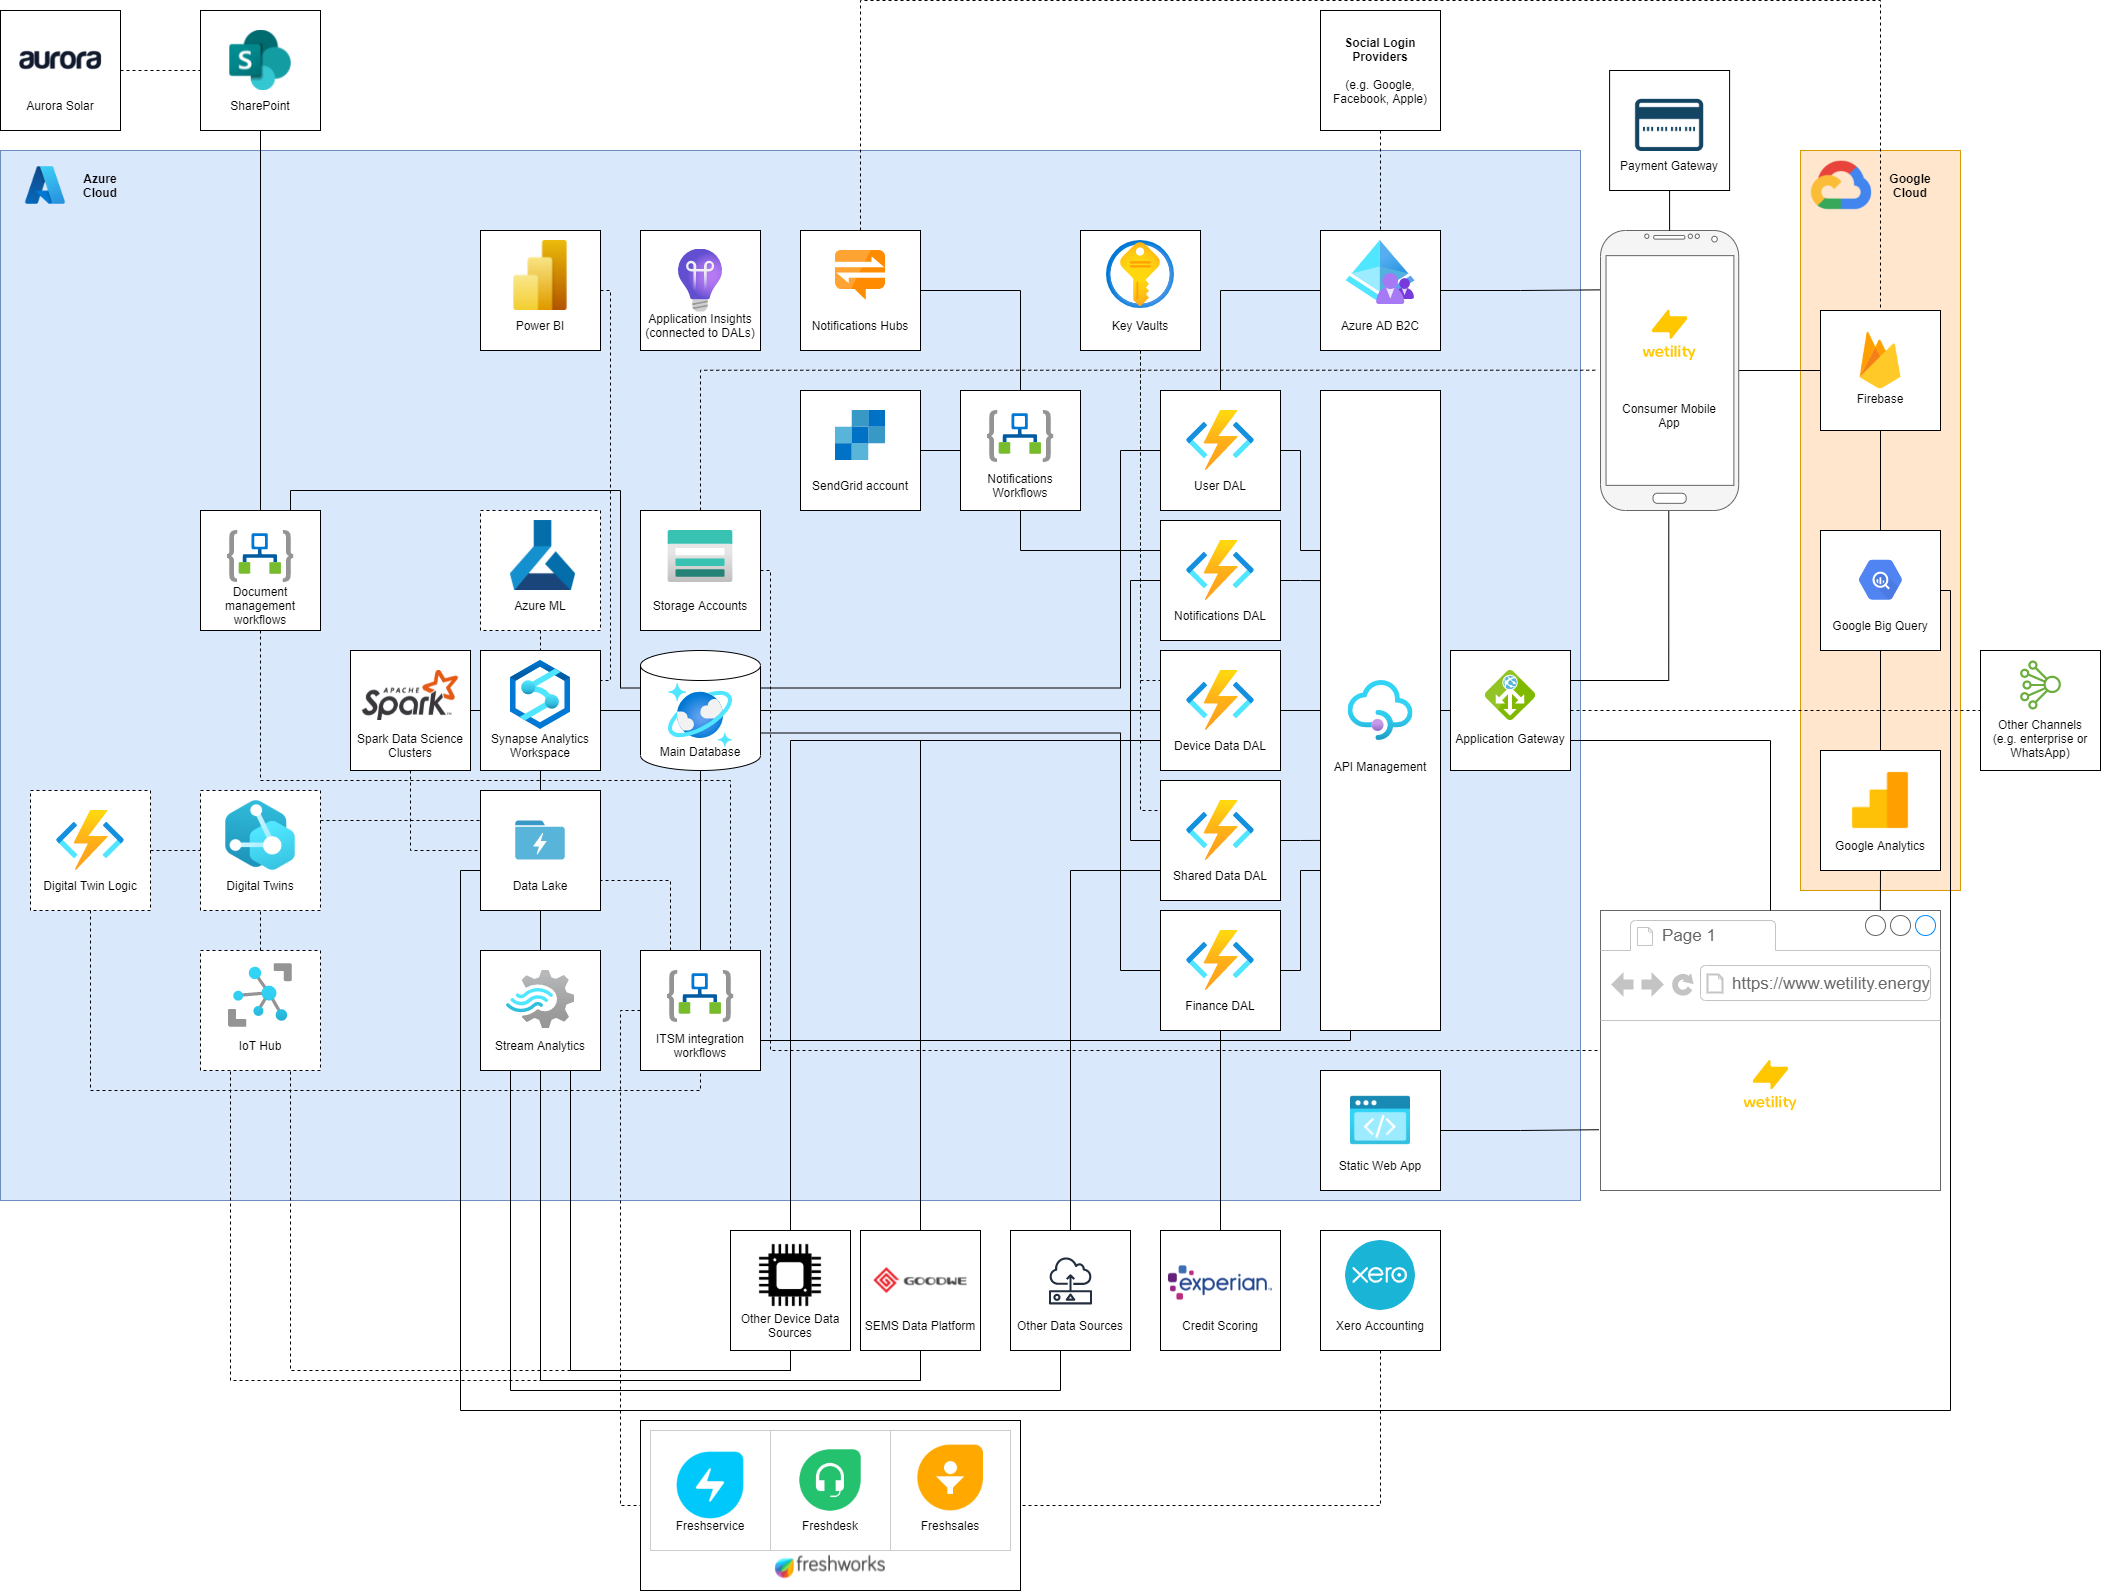 aurora
Aurora Solar
S
SharePoint
Social Login
Providers
(e.g. Google,
Facebook, Apple)
Payment Gateway
Azure
Cloud
Google
Cloud
Power BI
Application Insights
(connected to DALs)
Notifications Hubs
Key Vaults
Azure AD B2C
wetility
Consumer Mobile
App
Firebase
SendGrid account
Notifications
Workflows
User DAL
Document
management
workflows
Azure ML
Storage Accounts
Notifications DAL
Google Big Query
APACHE
Spark
Spark Data Science
Clusters
Synapse Analytics
Workspace
Main Database
Device Data DAL
API Management
Application Gateway
Other Channels
(e.g. enterprise or
WhatsApp)
Digital Twin Logic
Digital Twins
Data Lake
Shared Data DAL
Google Analytics
IoT Hub
Stream Analytics
ITSM integration
workflows
Finance DAL
Page 1
https://www.wetility.energy
wetility
Static Web App
Other Device Data
Sources
GOODWE
SEMS Data Platform
Other Data Sources
experian.
Credit Scoring
xero
Xero Accounting
Freshservice
Freshdesk
Freshsales
freshworks